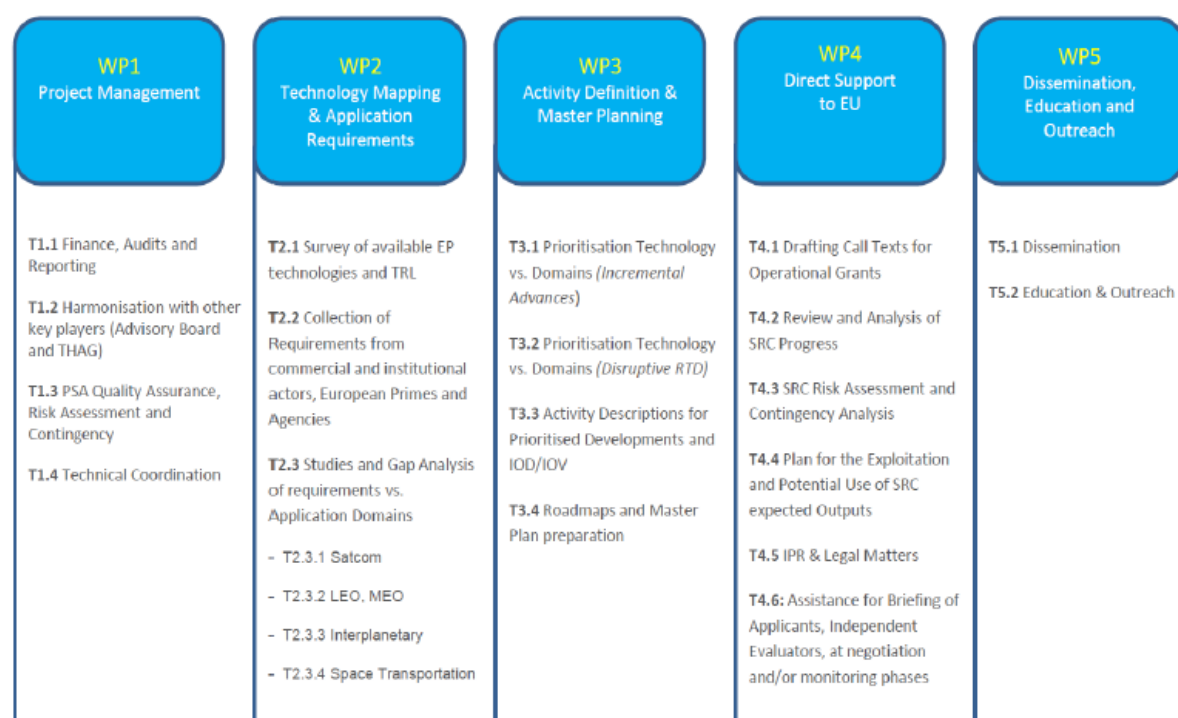 WP1
Project Management
T1.1 Finance, Audits and
Reporting
T1.2 Harmonisation with other
key players (Advisory Board
and THAG)
T1.3 PSA Quality Assurance,
Risk Assessment and
Contingency
T1.4 Technical Coordination
WP2
Technology Mapping
& Application
Requirements
T2.1 Survey of available EP
technologies and TRL
T2.2 Collection of
Requirements from
commercial and institutional
actors, European Primes and
Agencies
T2.3 Studies and Gap Analysis
of requirements vs.
Application Domains
- T2.3.1 Satcom
- T2.3.2 LEO, MEO
- T2.3.3 Interplanetary
- T2.3.4 Space Transportation
WP3
Activity Definition &
Master Planning
T3.1 Prioritisation Technology
vs. Domains (Incremental
Advances)
T3.2 Prioritisation Technology
vs. Domains (Disruptive RTD)
T3.3 Activity Descriptions for
Prioritised Developments and
IOD/IOV
T3.4 Roadmaps and Master
Plan preparation
WP4
Direct Support
to EU
T4.1 Drafting Call Texts for
Operational Grants
T4.2 Review and Analysis of
SRC Progress
T4.3 SRC Risk Assessment and
Contingency Analysis
T4.4 Plan for the Exploitation
and Potential Use of SRC
expected Outputs
T4.5 IPR & Legal Matters
T4.6: Assistance for Briefing of
Applicants, Independent
Evaluators, at negotiation
and/or monitoring phases
WP5
Dissemination,
Education and
Outreach
T5.1 Dissemination
T5.2 Education & Outreach